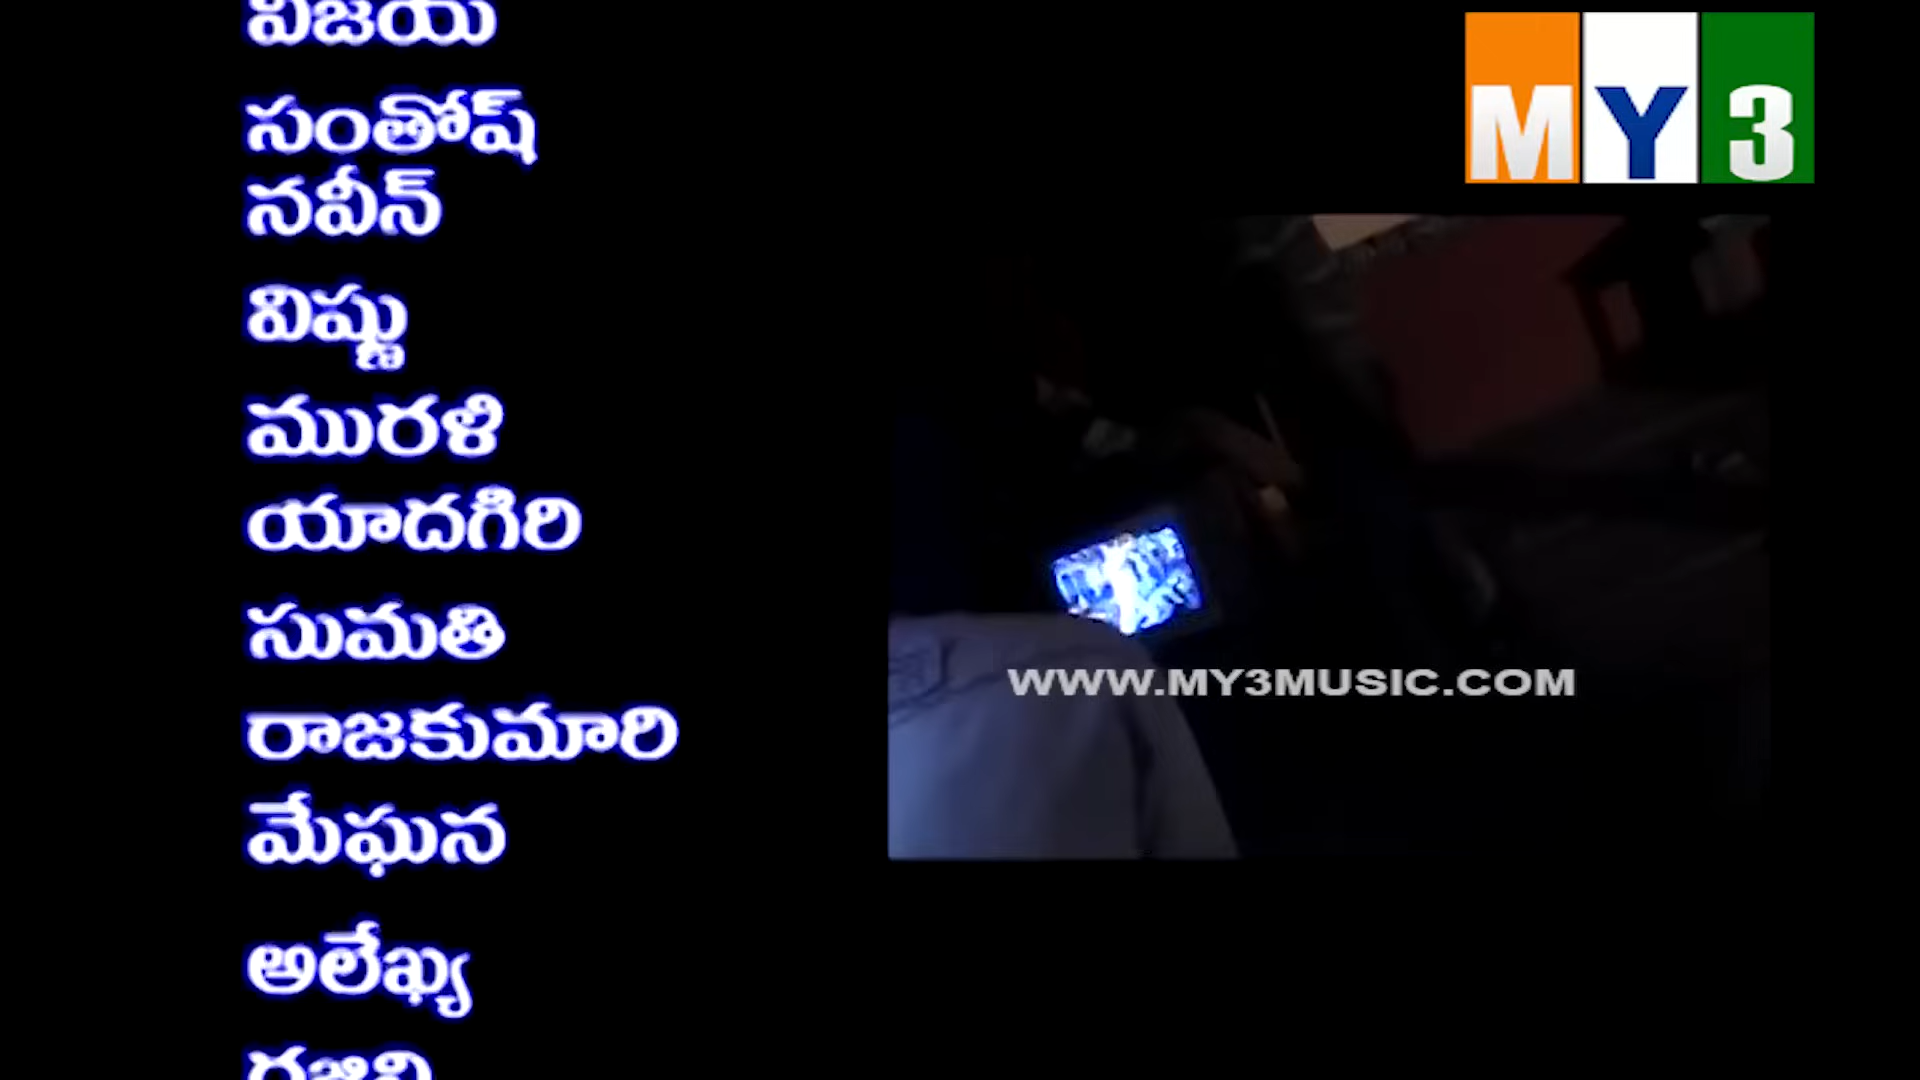 విజయ్
సంతోష్
నవీన్
విష్ణు
మురళి
యాదగిరి
సుమతి
రాజకుమారి
మేఘన
అలేఖ్య
MY3
WWW.MY3MUSIC.COM